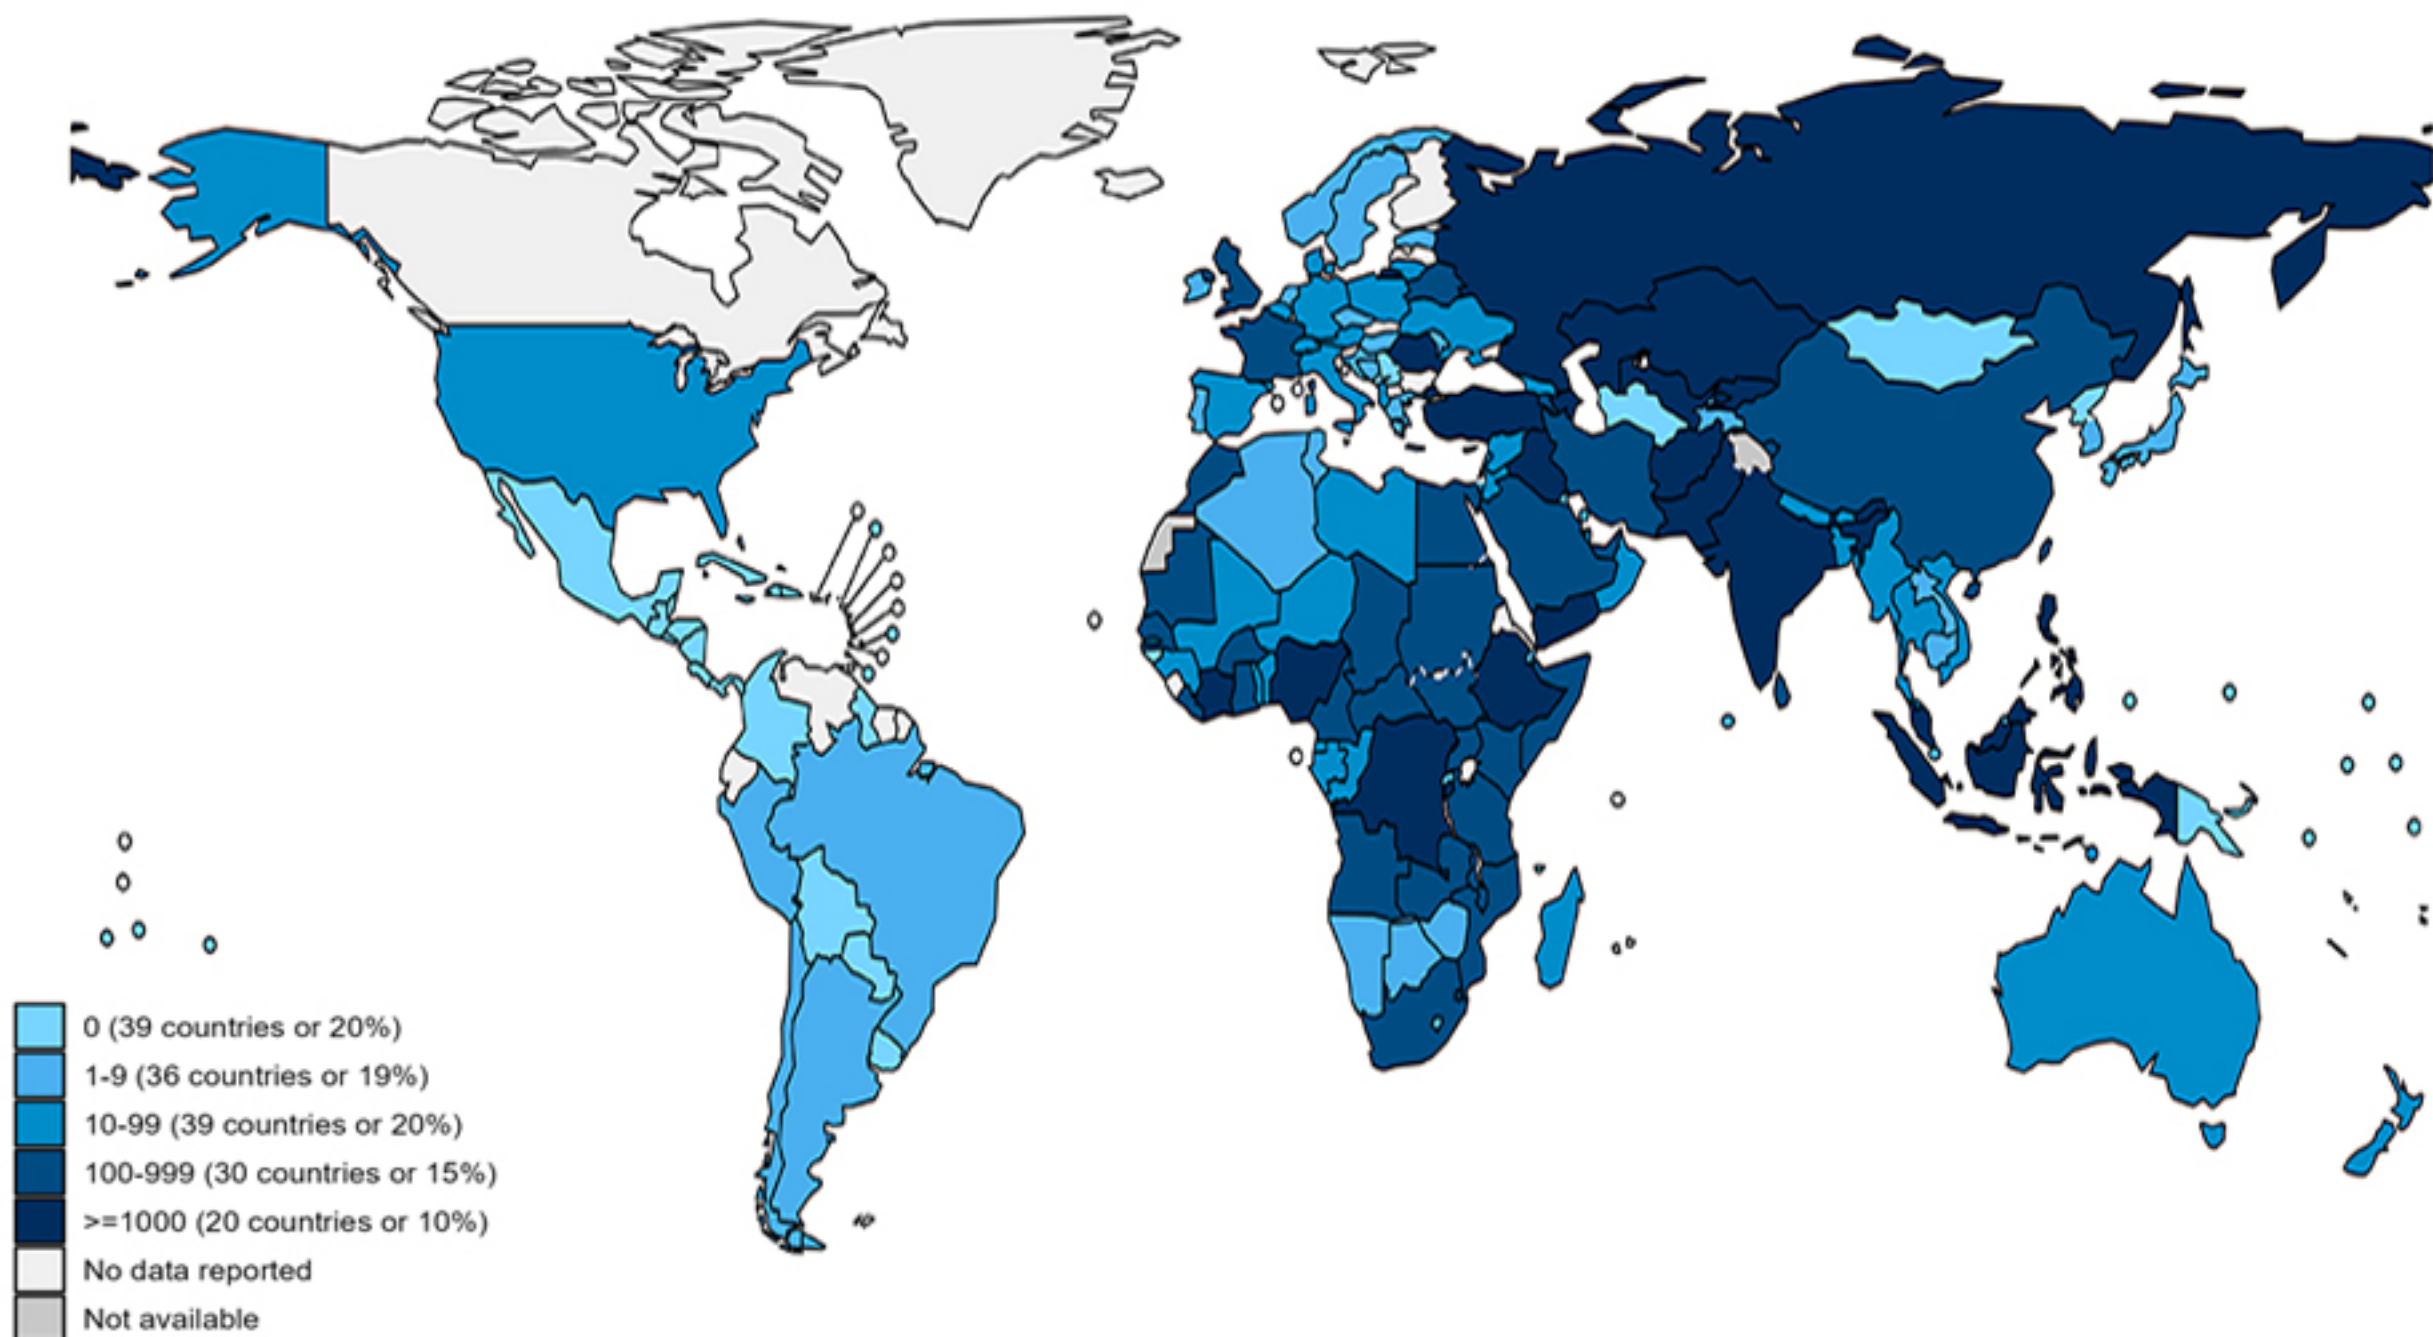 0 (39 countries or 20%)
1-9 (36 countries or 19%)
10-99 (39 countries or 20%)
100-999 (30 countries or 15%)
>=1000 (20 countries or 10%)
No data reported
Not available